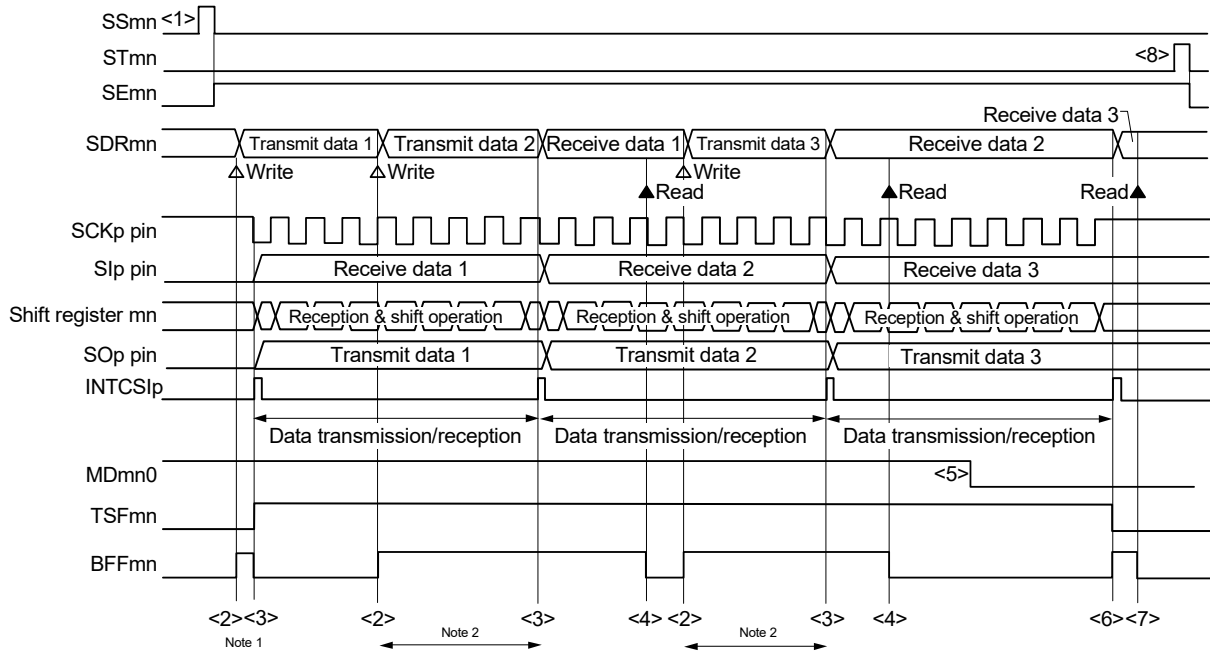 SSmn <1>
STmn <8>
SEmn
Receive data 3
SDRmn Transmit data 1 Transmit data 2 Receive data 1 Transmit data 3 Receive data 2
Write Write Write
Read Read Read
SCKp pin
SIp pin Receive data 1 Receive data 2 Receive data 3
Shift register mn Reception & shift operation Reception & shift operation Reception & shift operation
SOp pin Transmit data 1 Transmit data 2 Transmit data 3
INTCSIp
Data transmission/reception Data transmission/reception Data transmission/reception
MDmn0 <5>
TSFmn
BFFmn
<2> <3> <2> <3> <4> <2> <3> <4> <6> <7>
Note 1 Note 2 Note 2